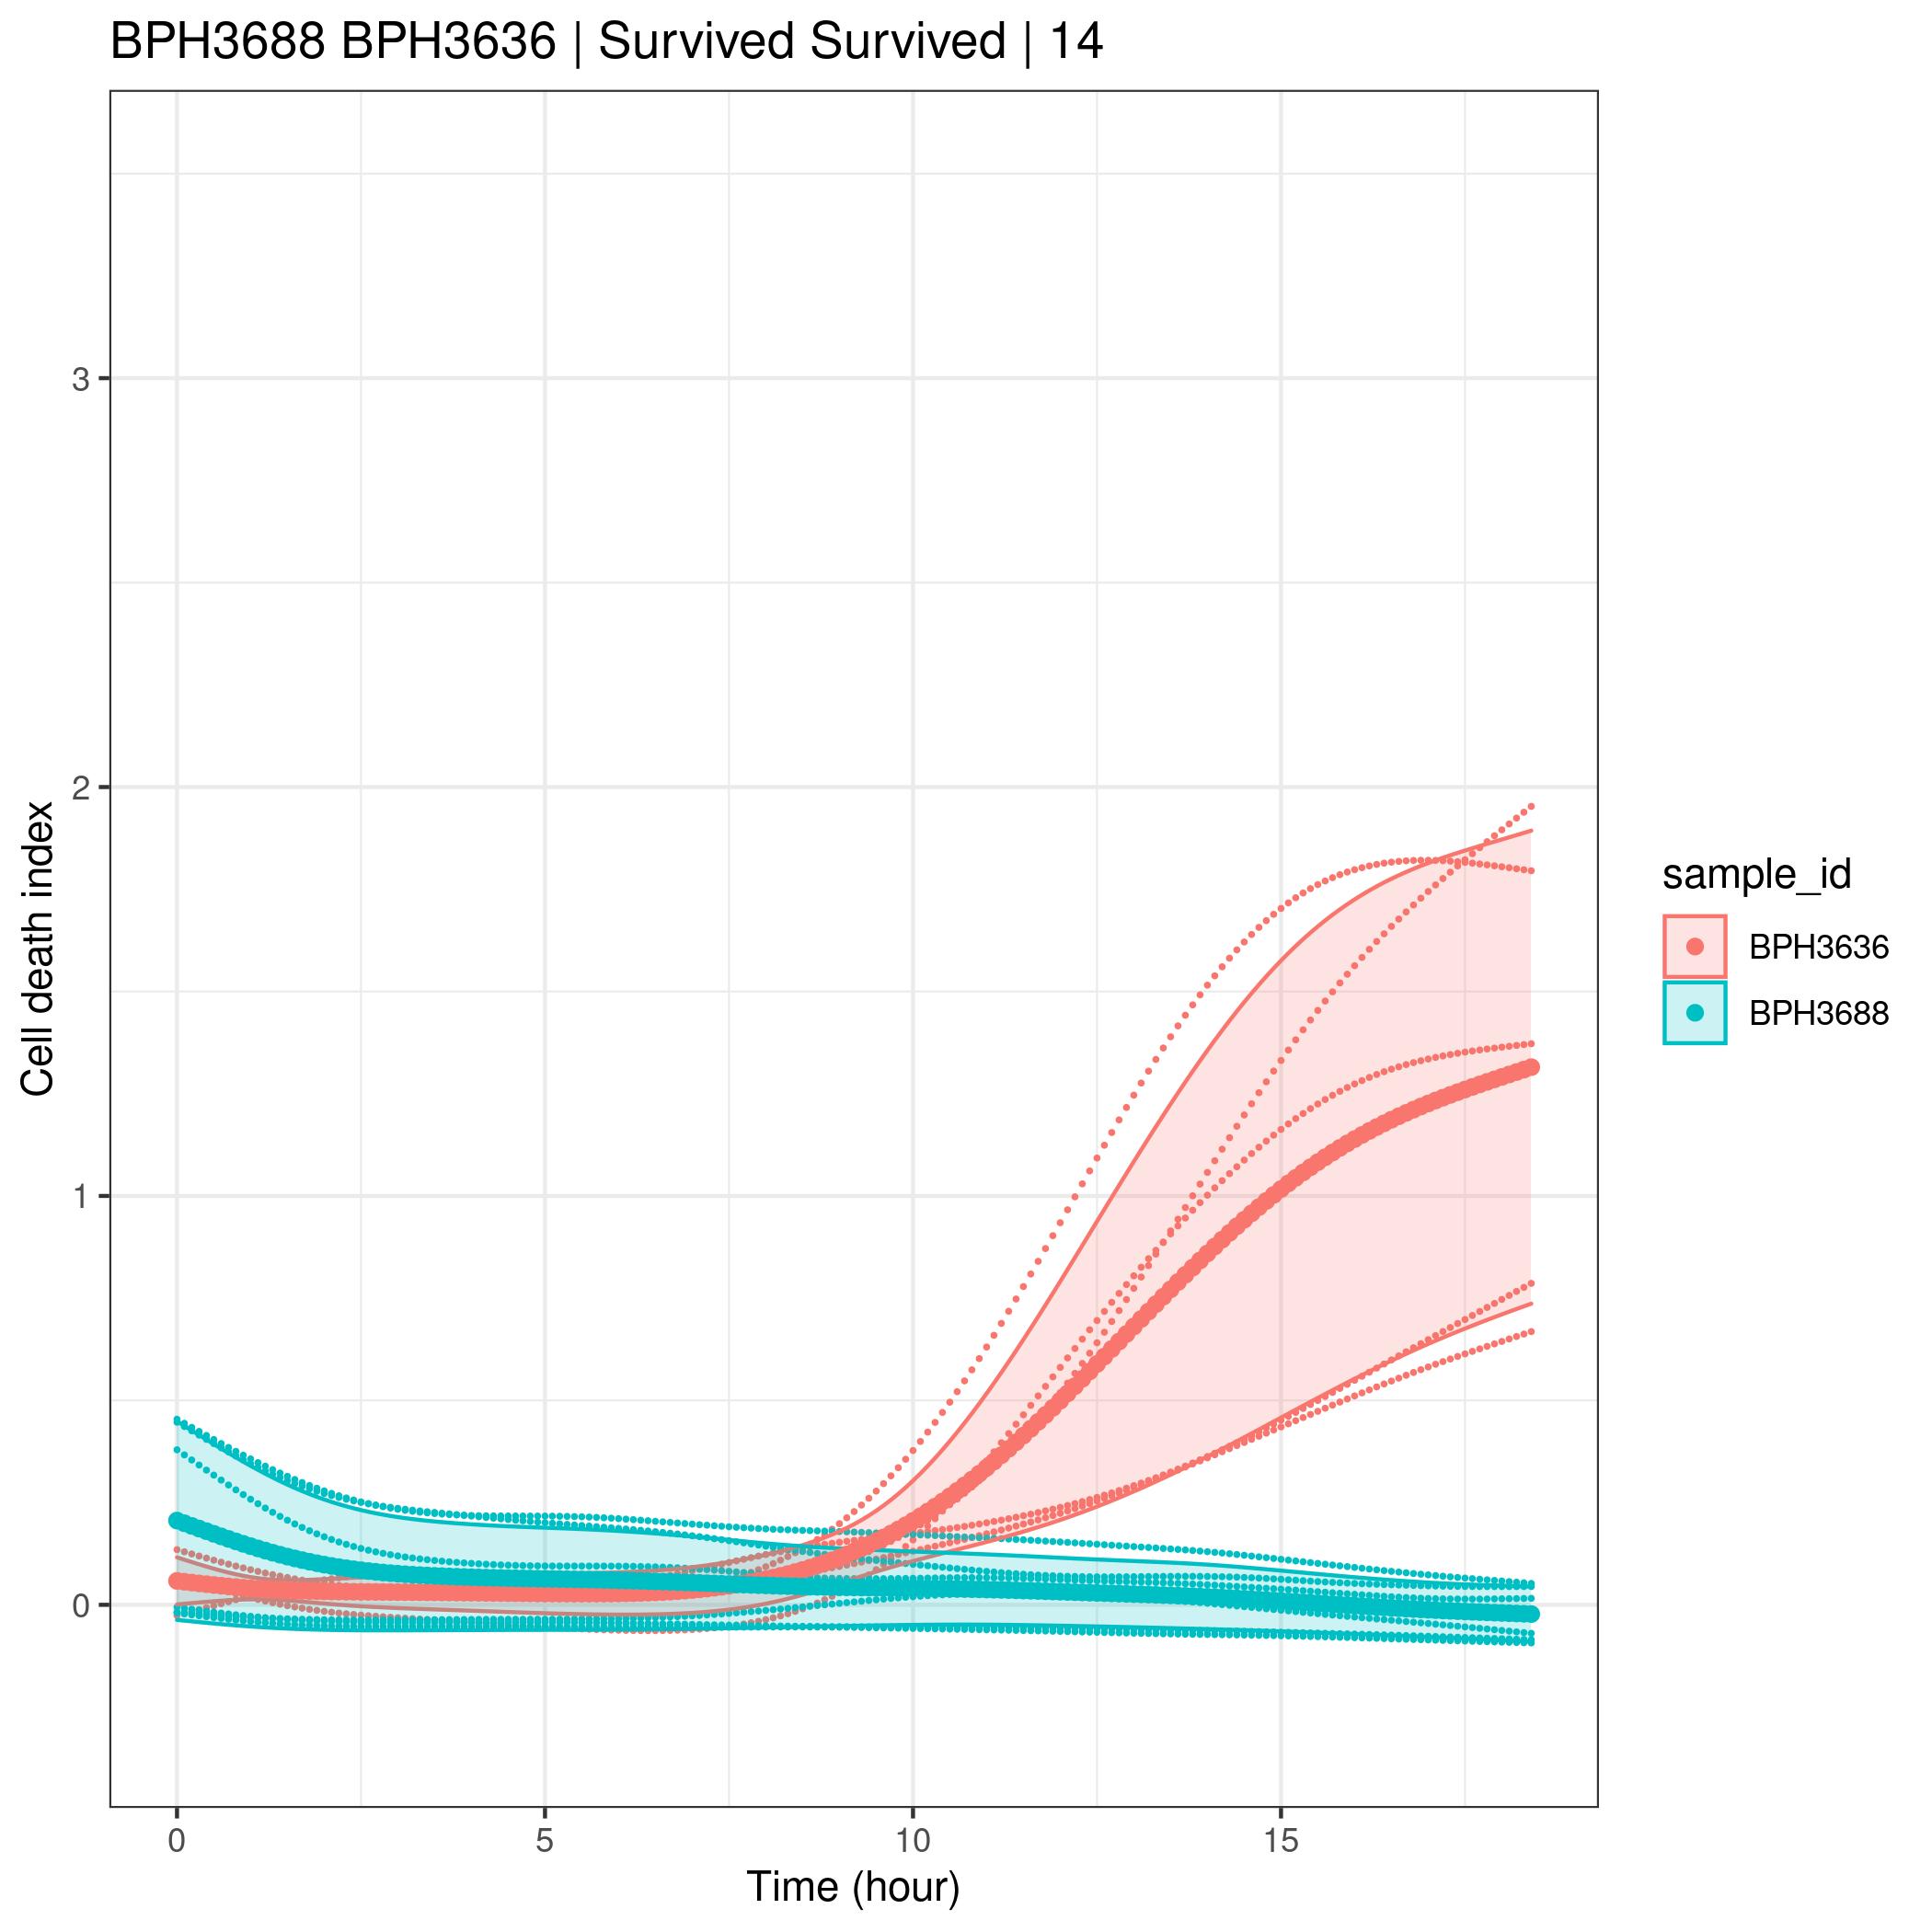 BPH3688 BPH3636 | Survived Survived | 14
Cell death index
3
2
1
0
0 5 10 15
Time (hour)
sample_id
BPH3636
BPH3688